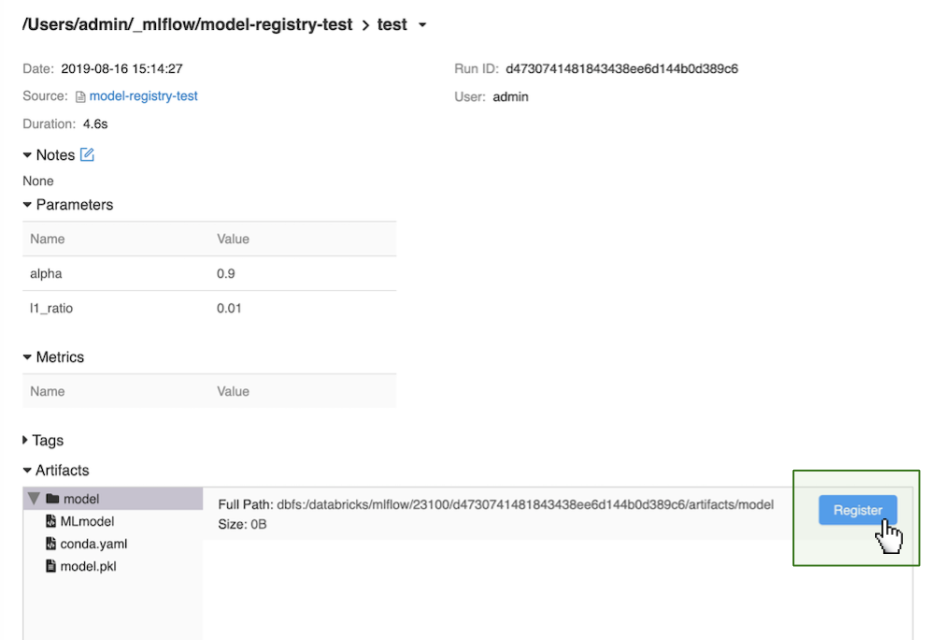 /Users/admin/_mlflow/model-registry-test > test
Date: 2019-08-16 15:14:27
Run ID: d4730741481843438ee6d144b0d389c6
Source: model-registry-test
User: admin
Duration: 4.6s
Notes
None
Parameters
Name Value
alpha 0.9
l1_ratio 0.01
Metrics
Name Value
Tags
Artifacts
model
Full Path: dbfs:/databricks/mlflow/23100/d4730741481843438ee6d144b0d389c6/artifacts/model
Register
MLmodel
Size: 0B
conda.yaml
model.pkl